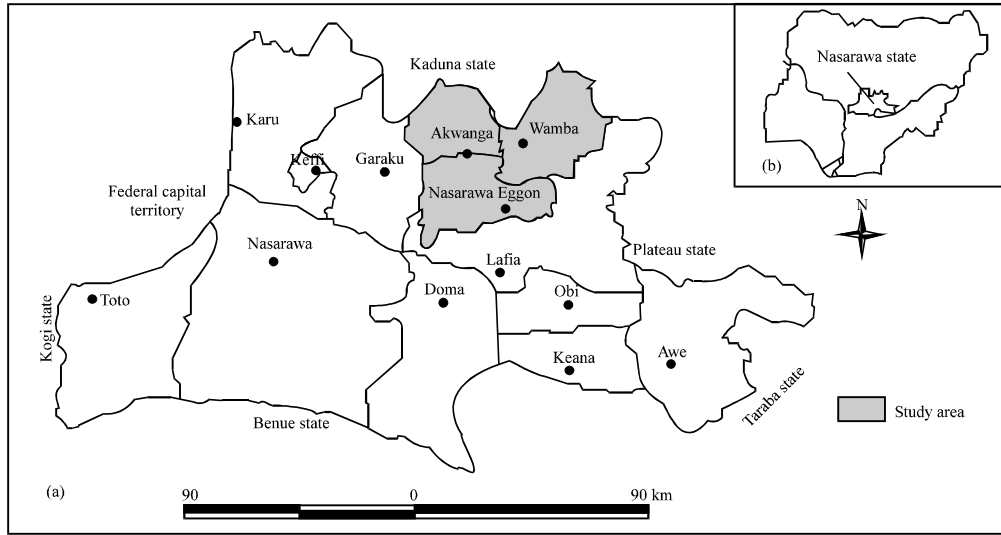 Kaduna state
Nasarawa state
(b)
Karu
Akwanga
Wamba
Keffi
Garaku
Federal capital
territory
Nasarawa Eggon
N
Nasarawa
Lafia
Plateau state
Toto
Doma
Obi
Kogi state
Keana
Awe
Taraba state
Benue state
Study area
(a)
90
0
90 km